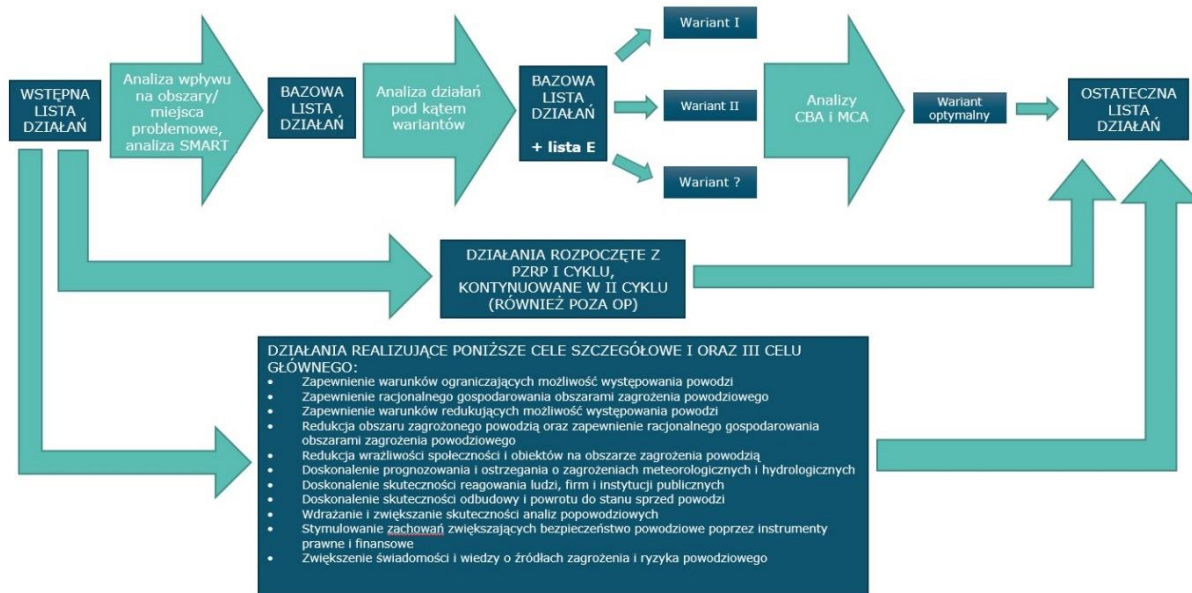 WSTĘPNA
LISTA
DZIAŁAŃ
Analiza wpływu
na obszary/
miejsca
problemowe,
analiza SMART
BAZOWA
LISTA
DZIAŁAŃ
Analiza działań
pod kątem
wariantów
BAZOWA
LISTA
DZIAŁAŃ
+ lista E
Wariant I
Wariant II
Wariant ?
Analizy
CBA i MCA
Wariant
optymalny
OSTATECZNA
LISTA
DZIAŁAŃ
DZIAŁANIA ROZPOCZĘTE Z
PZRP I CYKLU,
KONTYNUOWANE W II CYKLU
(RÓWNIEŻ POZA OP)
DZIAŁANIA REALIZUJĄCE PONIŻSZE CELE SZCZEGÓŁOWE I ORAZ III CELU
GŁÓWNEGO:
• Zapewnienie warunków ograniczających możliwość występowania powodzi
• Zapewnienie racjonalnego gospodarowania obszarami zagrożenia powodziowego
• Zapewnienie warunków redukujących możliwość występowania powodzi
• Redukcja obszaru zagrożonego powodzią oraz zapewnienie racjonalnego gospodarowania
obszarami zagrożenia powodziowego
• Redukcja wrażliwości społeczności i obiektów na obszarze zagrożenia powodzią
• Doskonalenie prognozowania i ostrzegania o zagrożeniach meteorologicznych i hydrologicznych
• Doskonalenie skuteczności reagowania ludzi, firm i instytucji publicznych
• Doskonalenie skuteczności odbudowy i powrotu do stanu sprzed powodzi
• Wdrażanie i zwiększanie skuteczności analiz popowodziowych
• Stymulowanie zachowań zwiększających bezpieczeństwo powodziowe poprzez instrumenty
prawne i finansowe
• Zwiększenie świadomości i wiedzy o źródłach zagrożenia i ryzyka powodziowego